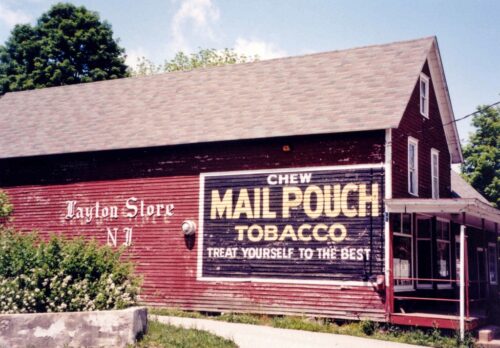 Layton Store
N J
CHEW
MAIL POUCH
TOBACCO
TREAT YOURSELF TO THE BEST